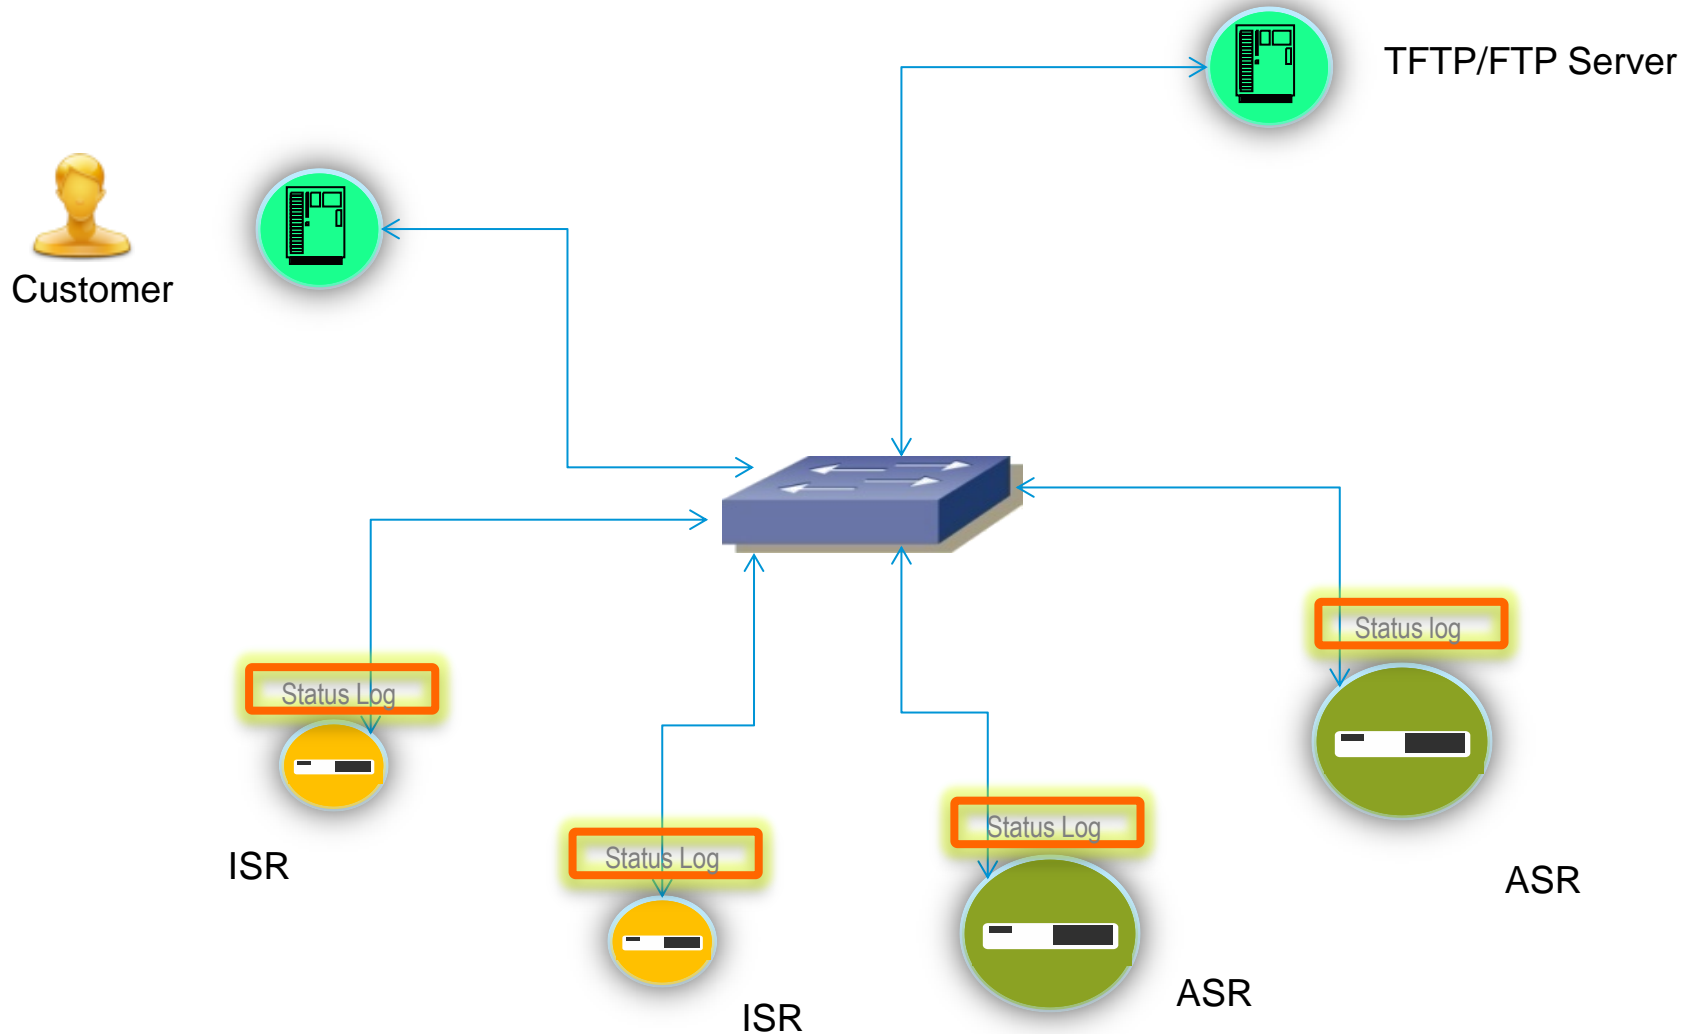 TFTP/FTP Server
Customer
Status log
Status Log
Status Log
Status Log
ISR
ASR
ASR
ISR